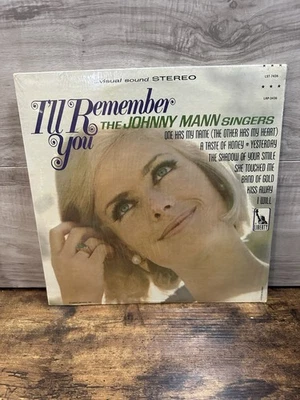 visual sound STEREO
I'll Remember
You
THE JOHNNY MANN SINGERS
ONE HAS MY NAME (THE OTHER HAS MY HEART)
A TASTE OF HONEY • YESTERDAY
THE SHADOW OF YOUR SMILE
SHE TOUCHED ME
BAND OF GOLD
KISS AWAY
I WILL
LIBERTY